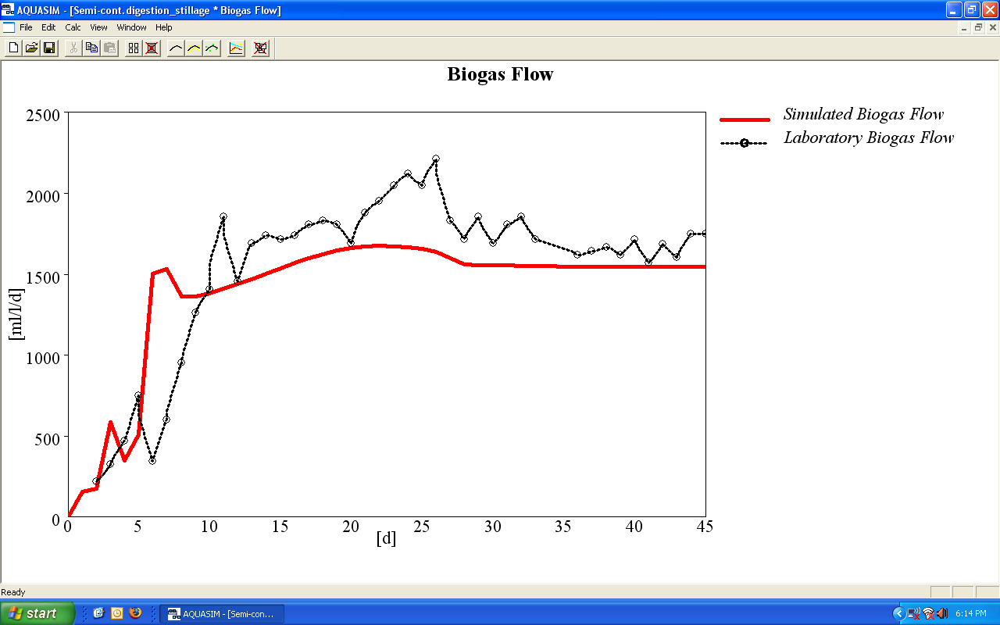 AQUASIM - [Semi-cont. digestion_stillage * Biogas Flow]
File Edit Calc View Window Help
Biogas Flow
Simulated Biogas Flow
Laboratory Biogas Flow
2500
2000
1500
1000
500
0
[ml/l/d]
0 5 10 15 20 25 30 35 40 45
[d]
Ready
start AQUASIM - [Semi-con... 6:14 PM